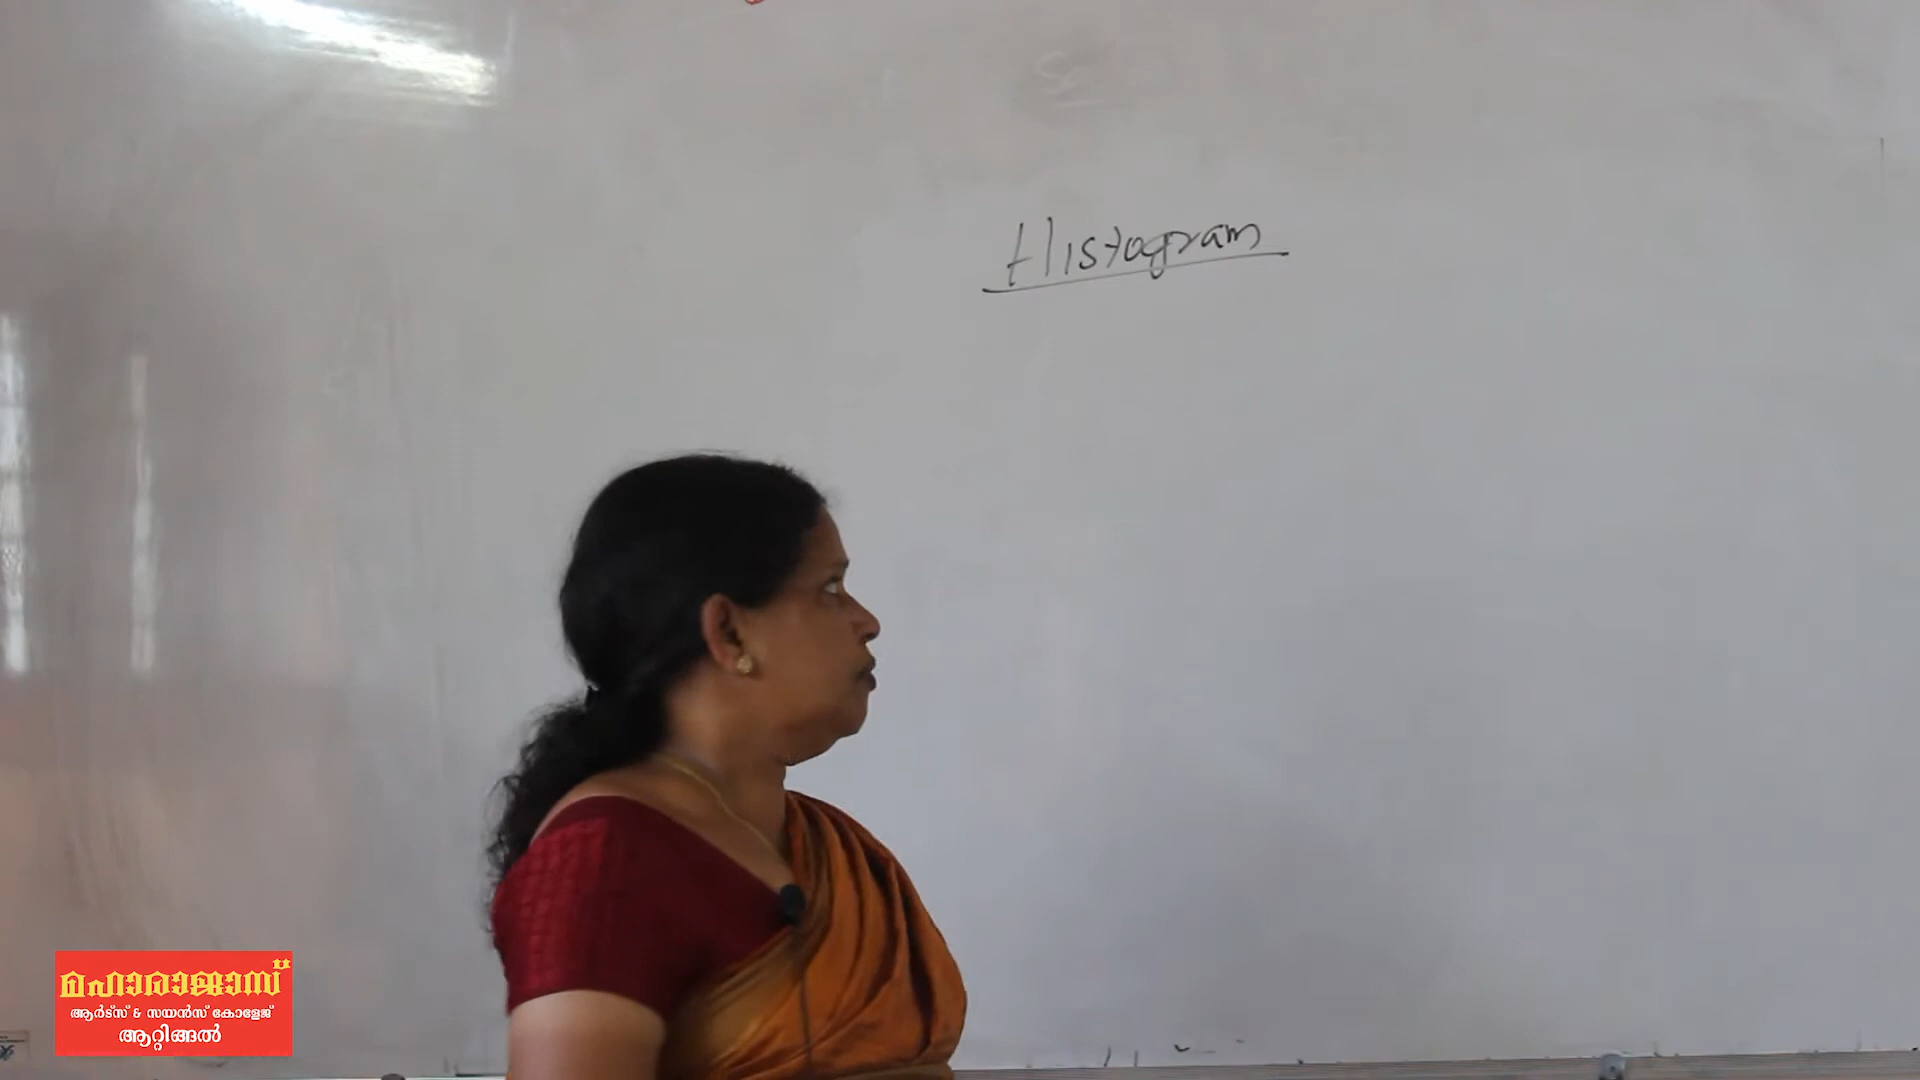 Histogram
മഹാരാജാസ്
ആർട്സ് & സയൻസ് കോളേജ്
ആറ്റിങ്ങൽ